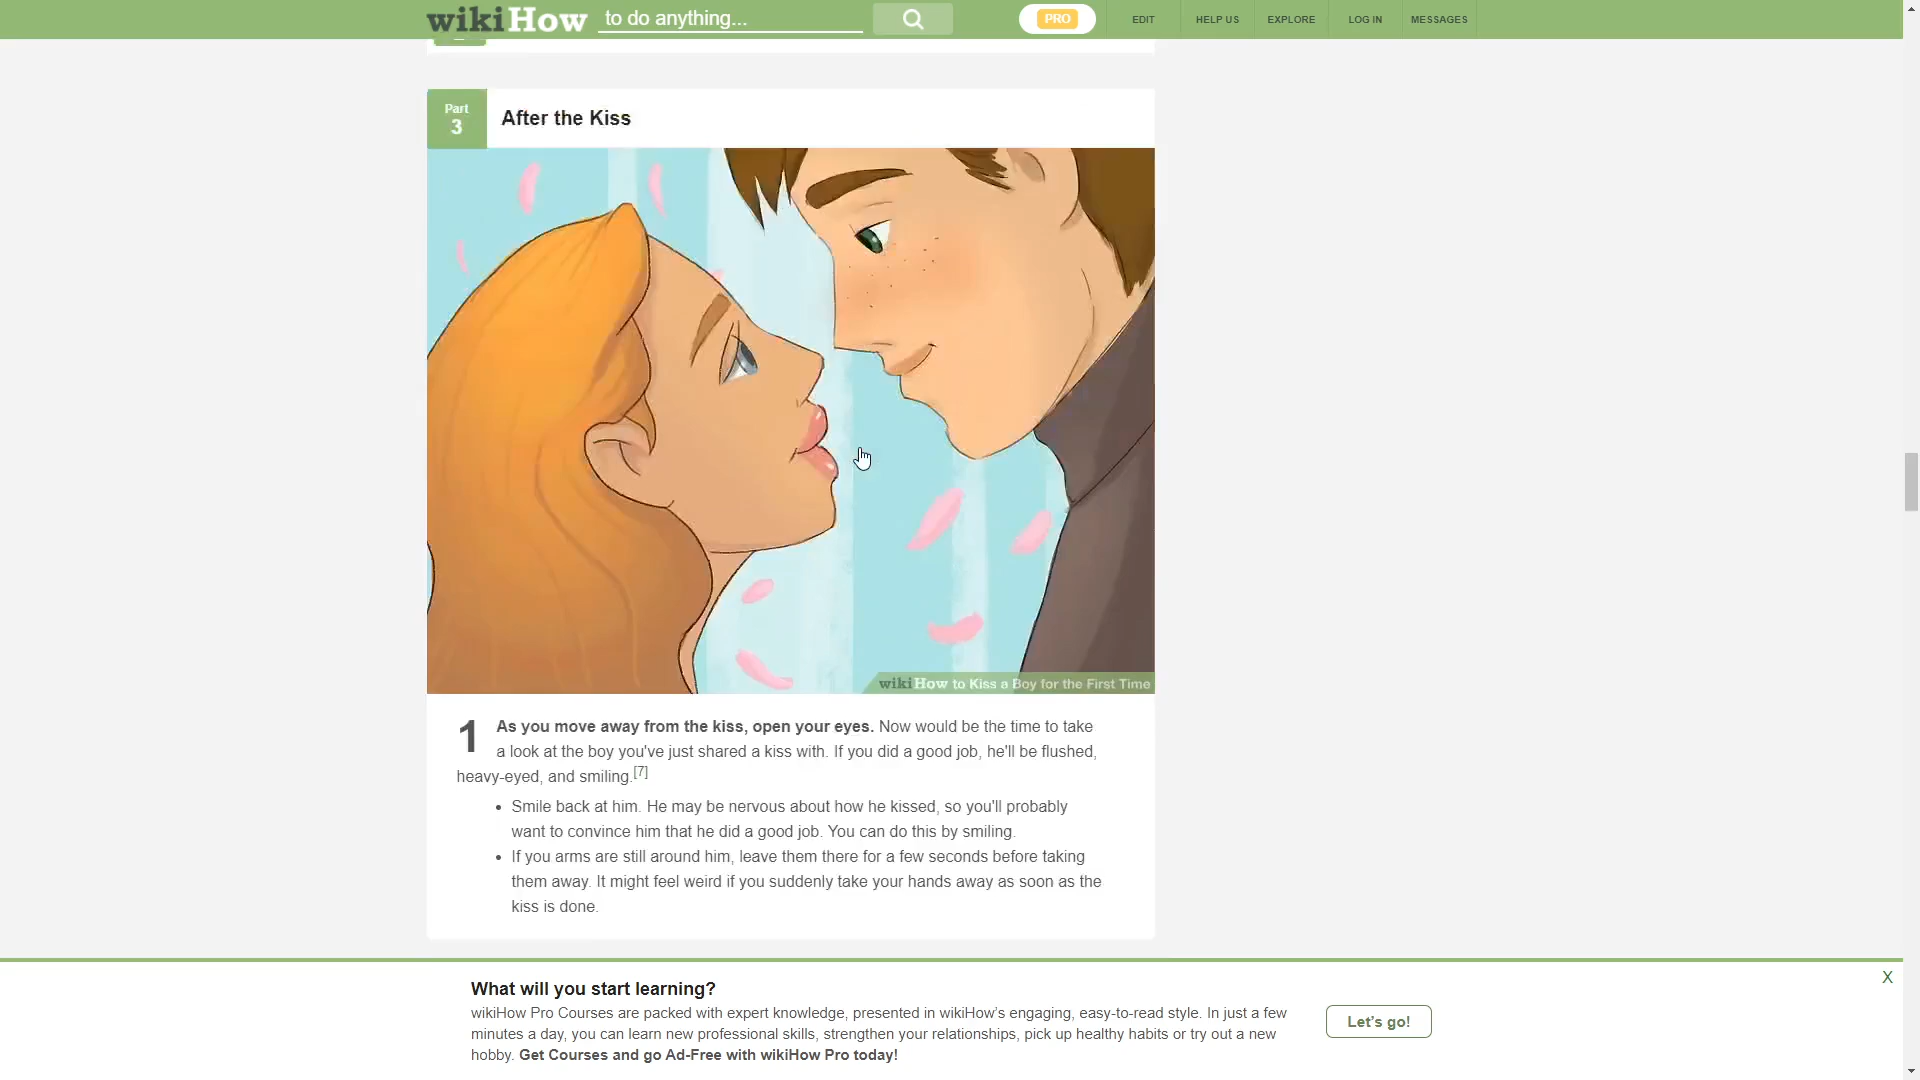 wikiHow to do anything... PRO EDIT HELP US EXPLORE LOG IN MESSAGES
Part
3
After the Kiss
wikiHow to Kiss a Boy for the First Time
1 As you move away from the kiss, open your eyes. Now would be the time to take
a look at the boy you've just shared a kiss with. If you did a good job, he'll be flushed,
heavy-eyed, and smiling.[7]
• Smile back at him. He may be nervous about how he kissed, so you'll probably
want to convince him that he did a good job. You can do this by smiling.
• If you arms are still around him, leave them there for a few seconds before taking
them away. It might feel weird if you suddenly take your hands away as soon as the
kiss is done.
X
What will you start learning?
wikiHow Pro Courses are packed with expert knowledge, presented in wikiHow's engaging, easy-to-read style. In just a few
minutes a day, you can learn new professional skills, strengthen your relationships, pick up healthy habits or try out a new
hobby. Get Courses and go Ad-Free with wikiHow Pro today!
Let's go!